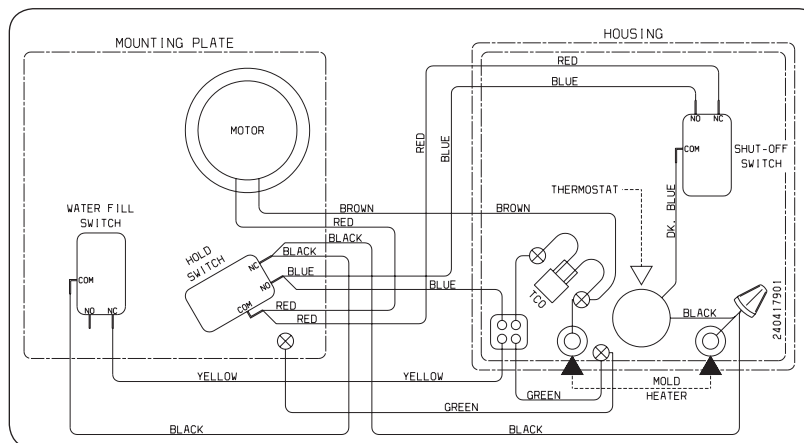 MOUNTING PLATE
HOUSING
RED
BLUE
MOTOR
RED
BLUE
NO
NC
COM
SHUT-OFF
SWITCH
THERMOSTAT
DK. BLUE
WATER FILL
SWITCH
BROWN
BROWN
RED
BLACK
BLACK
HOLD
SWITCH
NC
NO
COM
BLUE
BLUE
RED
RED
COM
NO
NC
TCO
BLACK
240417901
YELLOW
YELLOW
MOLD
HEATER
GREEN
GREEN
BLACK
BLACK